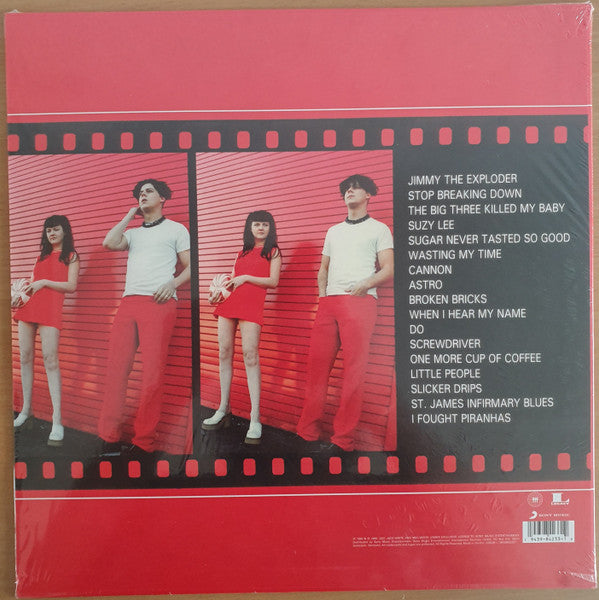 JIMMY THE EXPLODER
STOP BREAKING DOWN
THE BIG THREE KILLED MY BABY
SUZY LEE
SUGAR NEVER TASTED SO GOOD
WASTING MY TIME
CANNON
ASTRO
BROKEN BRICKS
WHEN I HEAR MY NAME
DO
SCREWDRIVER
ONE MORE CUP OF COFFEE
LITTLE PEOPLE
SLICKER DRIPS
ST. JAMES INFIRMARY BLUES
I FOUGHT PIRANHAS
SONY MUSIC